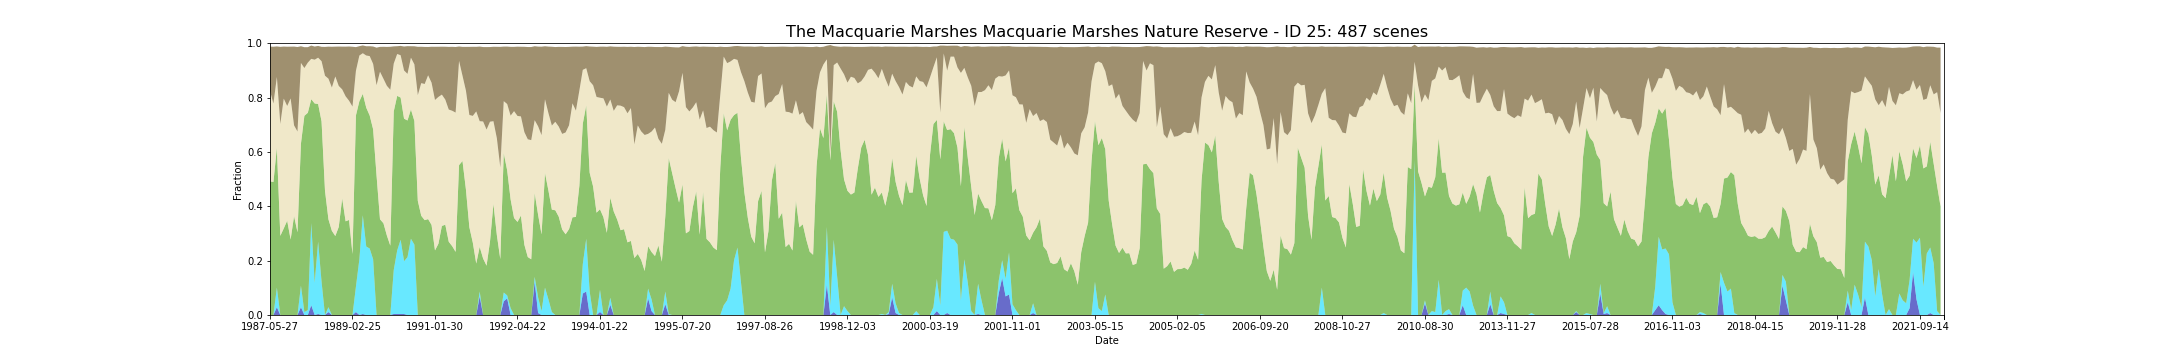 The Macquarie Marshes Macquarie Marshes Nature Reserve - ID 25: 487 scenes
1.0
0.8
0.6
0.4
0.2
0.0
Fraction
1987-05-27 1989-02-25 1991-01-30 1992-04-22 1994-01-22 1995-07-20 1997-08-26 1998-12-03 2000-03-19 2001-11-01 2003-05-15 2005-02-05 2006-09-20 2008-10-27 2010-08-30 2013-11-27 2015-07-28 2016-11-03 2018-04-15 2019-11-28 2021-09-14
Date